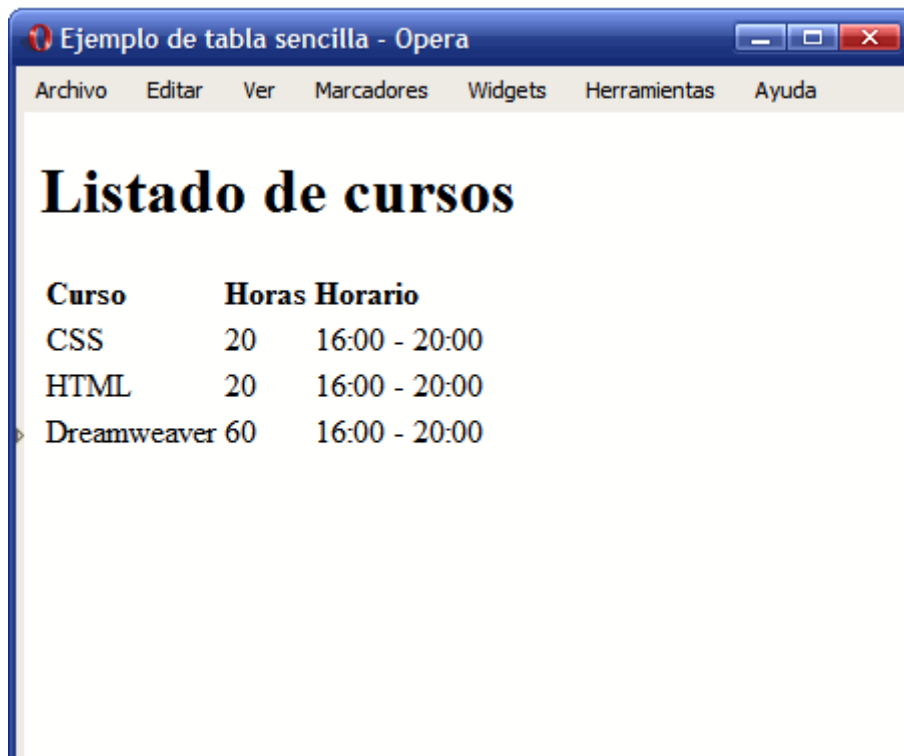 Ejemplo de tabla sencilla - Opera
Archivo Editar Ver Marcadores Widgets Herramientas Ayuda
Listado de cursos
Curso Horas Horario
CSS 20 16:00 - 20:00
HTML 20 16:00 - 20:00
Dreamweaver 60 16:00 - 20:00